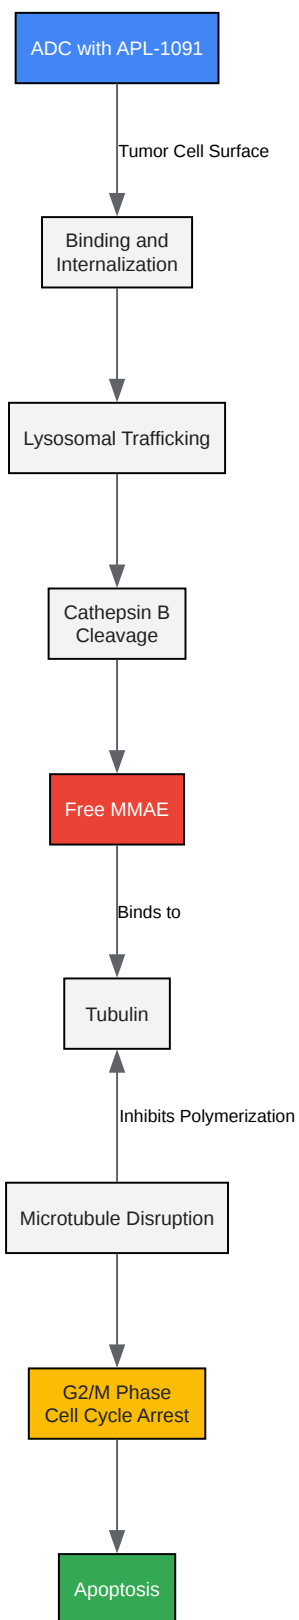 ADC with APL-1091
Tumor Cell Surface
Binding and
Internalization
Lysosomal Trafficking
Cathepsin B
Cleavage
Free MMAE
Binds to
Tubulin
Inhibits Polymerization
Microtubule Disruption
G2/M Phase
Cell Cycle Arrest
Apoptosis